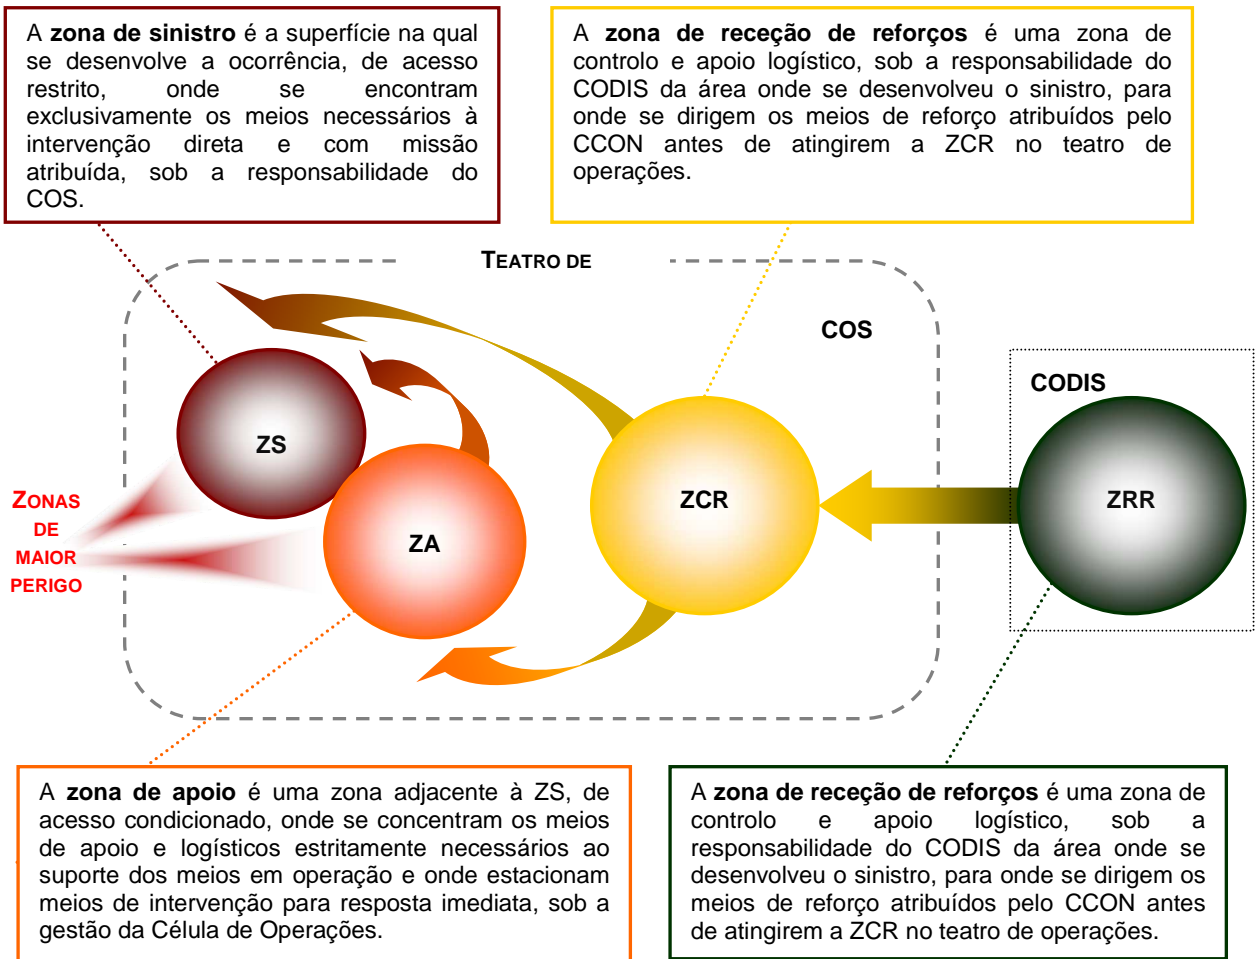 A zona de sinistro é a superfície na qual
se desenvolve a ocorrência, de acesso
restrito, onde se encontram
exclusivamente os meios necessários à
intervenção direta e com missão
atribuída, sob a responsabilidade do
COS.
A zona de receção de reforços é uma zona de
controlo e apoio logístico, sob a responsabilidade do
CODIS da área onde se desenvolveu o sinistro, para
onde se dirigem os meios de reforço atribuídos pelo
CCON antes de atingirem a ZCR no teatro de
operações.
TEATRO DE
COS
CODIS
ZS
ZA
ZCR
ZRR
ZONAS
DE
MAIOR
PERIGO
A zona de apoio é uma zona adjacente à ZS, de
acesso condicionado, onde se concentram os meios
de apoio e logísticos estritamente necessários ao
suporte dos meios em operação e onde estacionam
meios de intervenção para resposta imediata, sob a
gestão da Célula de Operações.
A zona de receção de reforços é uma zona de
controlo e apoio logístico, sob a
responsabilidade do CODIS da área onde se
desenvolveu o sinistro, para onde se dirigem os
meios de reforço atribuídos pelo CCON antes
de atingirem a ZCR no teatro de operações.